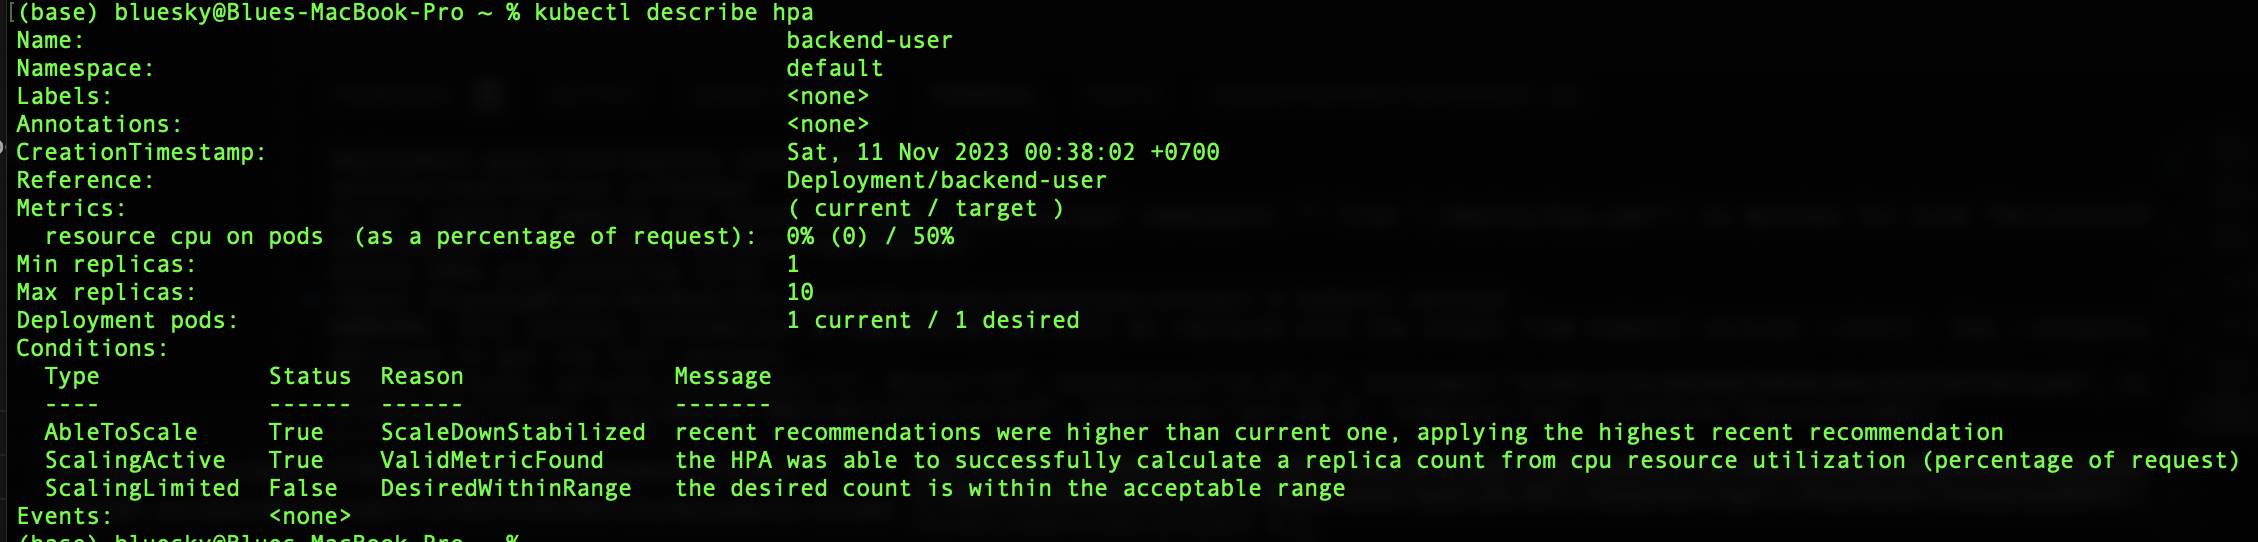 [(base) bluesky@Blues-MacBook-Pro ~ % kubectl describe hpa
Name:                                                  backend-user
Namespace:                                             default
Labels:                                                <none>
Annotations:                                           <none>
CreationTimestamp:                                     Sat, 11 Nov 2023 00:38:02 +0700
Reference:                                             Deployment/backend-user
Metrics:                                               ( current / target )
  resource cpu on pods  (as a percentage of request):  0% (0) / 50%
Min replicas:                                          1
Max replicas:                                          10
Deployment pods:                                       1 current / 1 desired
Conditions:
  Type            Status  Reason               Message
  ----            ------  ------               -------
  AbleToScale     True    ScaleDownStabilized  recent recommendations were higher than current one, applying the highest recent recommendation
  ScalingActive   True    ValidMetricFound     the HPA was able to successfully calculate a replica count from cpu resource utilization (percentage of request)
  ScalingLimited  False   DesiredWithinRange   the desired count is within the acceptable range
Events:           <none>
(base) bluesky@Blues-MacBook-Pro ~ %